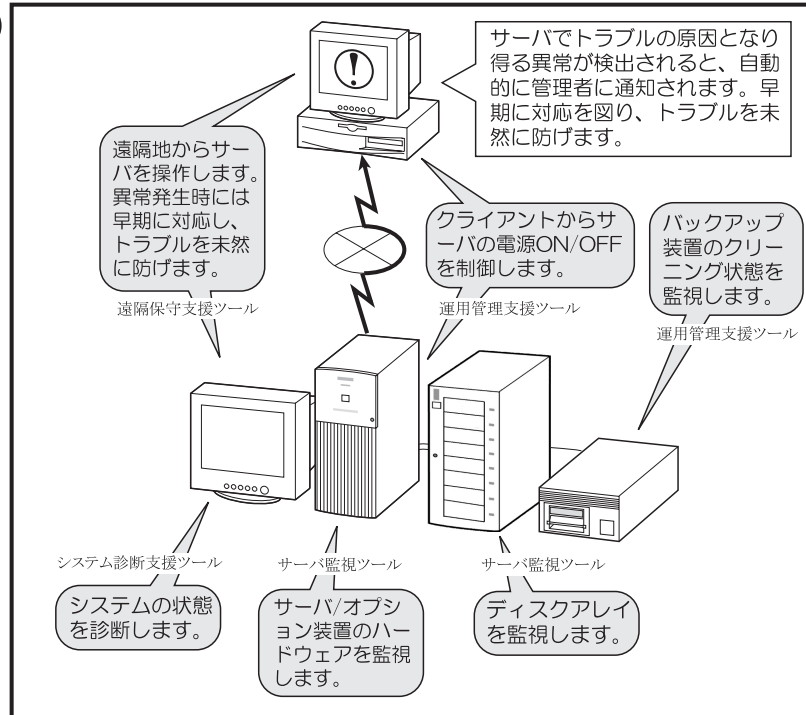 サーバでトラブルの原因となり
得る異常が検出されると、自動
的に管理者に通知されます。早
期に対応を図り、トラブルを未
然に防げます。
遠隔地からサー
バを操作します。
異常発生時には
早期に対応し、
トラブルを未然
に防げます。
遠隔保守支援ツール
クライアントからサ
ーバの電源ON/OFF
を制御します。
運用管理支援ツール
バックアップ
装置のクリー
ニング状態を
監視します。
運用管理支援ツール
システム診断支援ツール
システムの状態
を診断します。
サーバ監視ツール
サーバ/オプシ
ョン装置のハー
ドウェアを監視
します。
サーバ監視ツール
ディスクアレイ
を監視します。